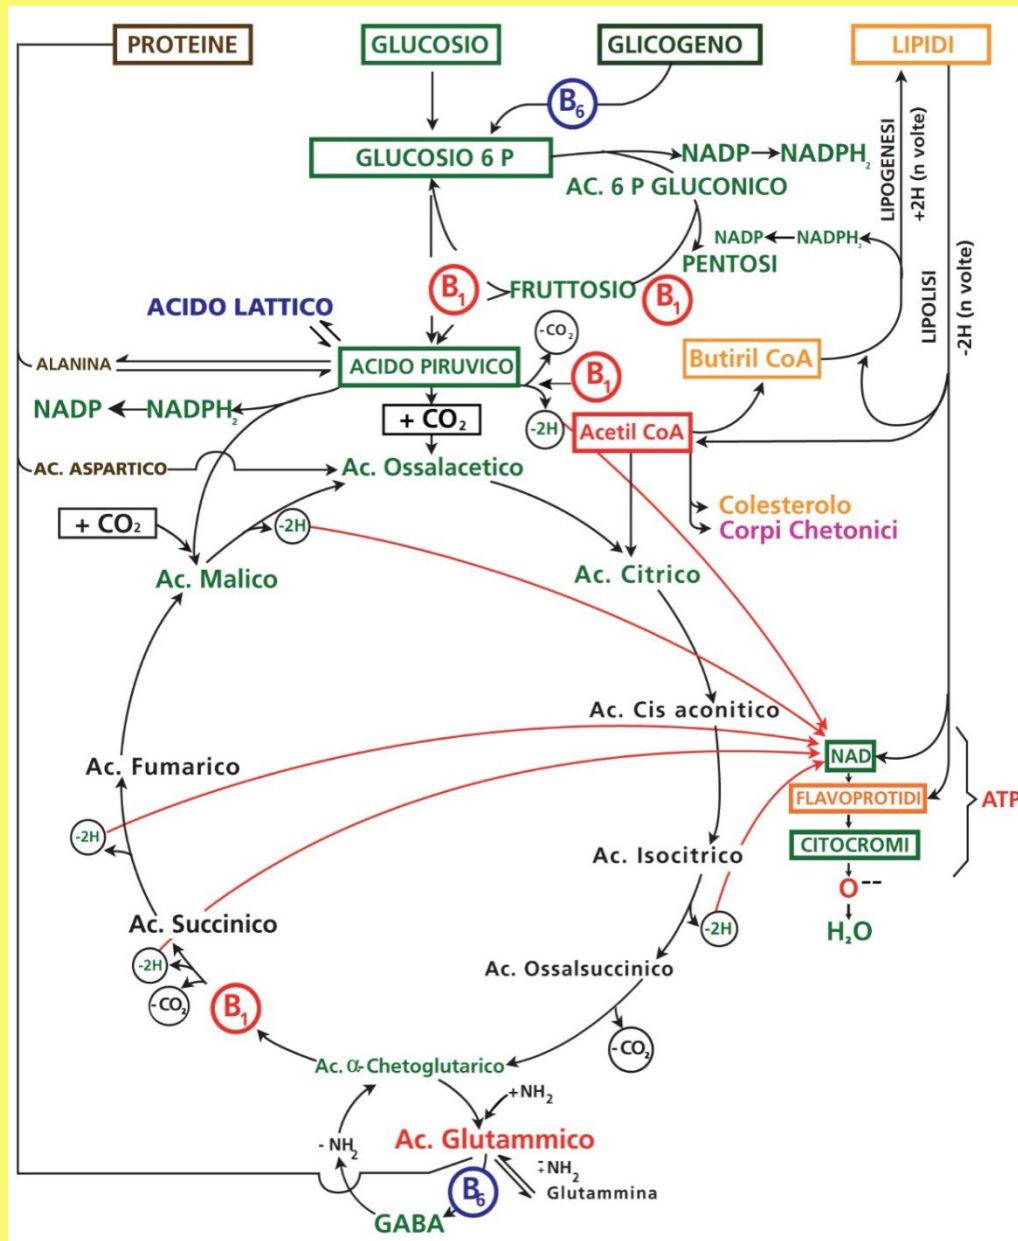 PROTEINE
GLUCOSIO
GLICOGENO
LIPIDI
B6
GLUCOSIO 6 P
NADP
NADPH2
AC. 6 P GLUCONICO
LIPOGENESI
+2H (n volte)
NADP
NADPH2
PENTOSI
LIPOLISI
-2H (n volte)
B1
FRUTTOSIO
B1
ACIDO LATTICO
-CO2
ALANINA
ACIDO PIRUVICO
B1
Butiril CoA
NADP
NADPH2
+ CO2
-2H
Acetil CoA
AC. ASPARTICO
Ac. Ossalacetico
Colesterolo
Corpi Chetonici
+ CO2
-2H
Ac. Malico
Ac. Citrico
Ac. Cis aconitico
NAD
Ac. Fumarico
FLAVOPROTIDI
ATP
-2H
CITOCROMI
Ac. Isocitrico
O--
Ac. Succinico
-2H
H2O
-2H
Ac. Ossalsuccinico
-CO2
B1
-CO2
Ac. α-Chetoglutarico
+NH2
- NH2
Ac. Glutammico
B6
-+NH2
Glutammina
GABA